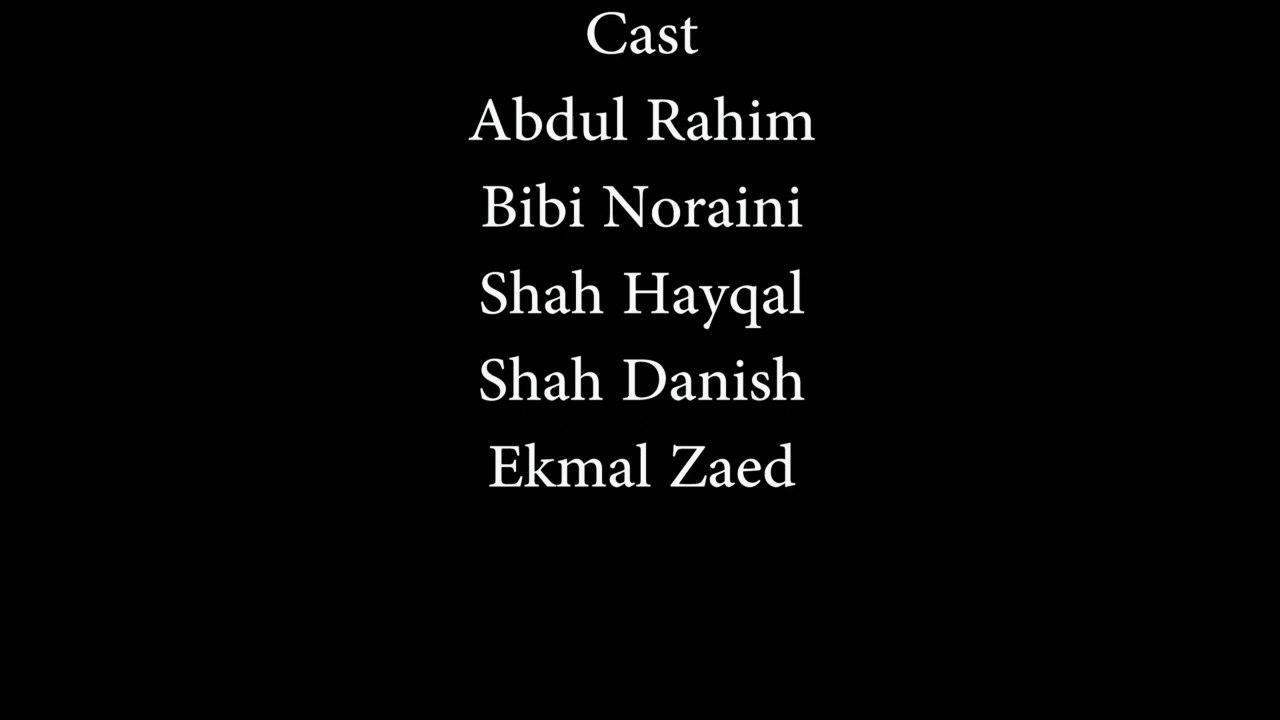 Cast
Abdul Rahim
Bibi Noraini
Shah Hayqal
Shah Danish
Ekmal Zaed